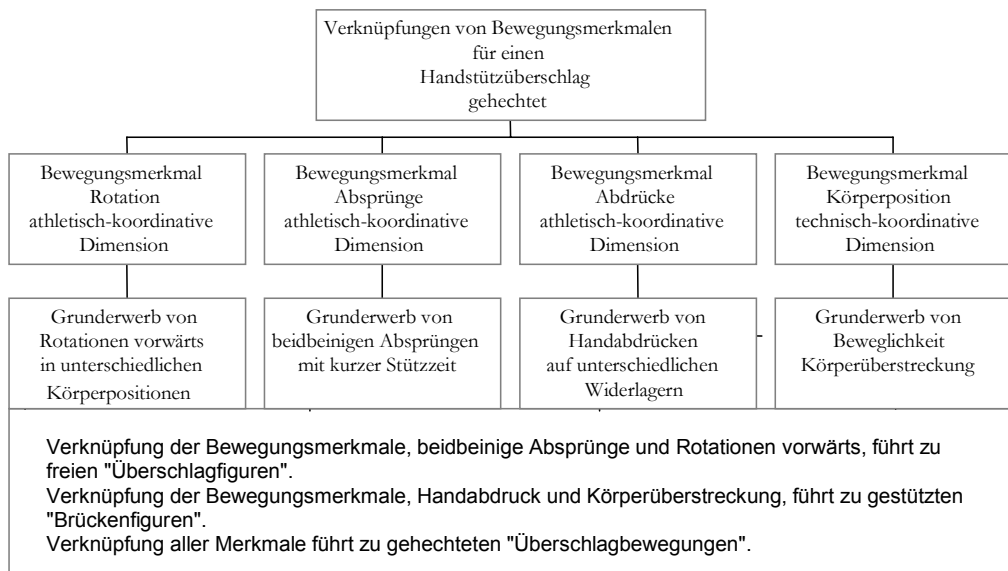 Verknüpfungen von Bewegungsmerkmalen
für einen
Handstützüberschlag
gehechtet
Bewegungsmerkmal
Rotation
athletisch-koordinative
Dimension
Bewegungsmerkmal
Absprünge
athletisch-koordinative
Dimension
Bewegungsmerkmal
Abdrücke
athletisch-koordinative
Dimension
Bewegungsmerkmal
Körperposition
technisch-koordinative
Dimension
Grunderwerb von
Rotationen vorwärts
in unterschiedlichen
Körperpositionen
Grunderwerb von
beidbeinigen Absprüngen
mit kurzer Stützzeit
Grunderwerb von
Handabdrücken
auf unterschiedlichen
Widerlagern
Grunderwerb von
Beweglichkeit
Körperüberstreckung
Verknüpfung der Bewegungsmerkmale, beidbeinige Absprünge und Rotationen vorwärts, führt zu
freien "Überschlagfiguren".
Verknüpfung der Bewegungsmerkmale, Handabdruck und Körperüberstreckung, führt zu gestützten
"Brückenfiguren".
Verknüpfung aller Merkmale führt zu gehechteten "Überschlagbewegungen".